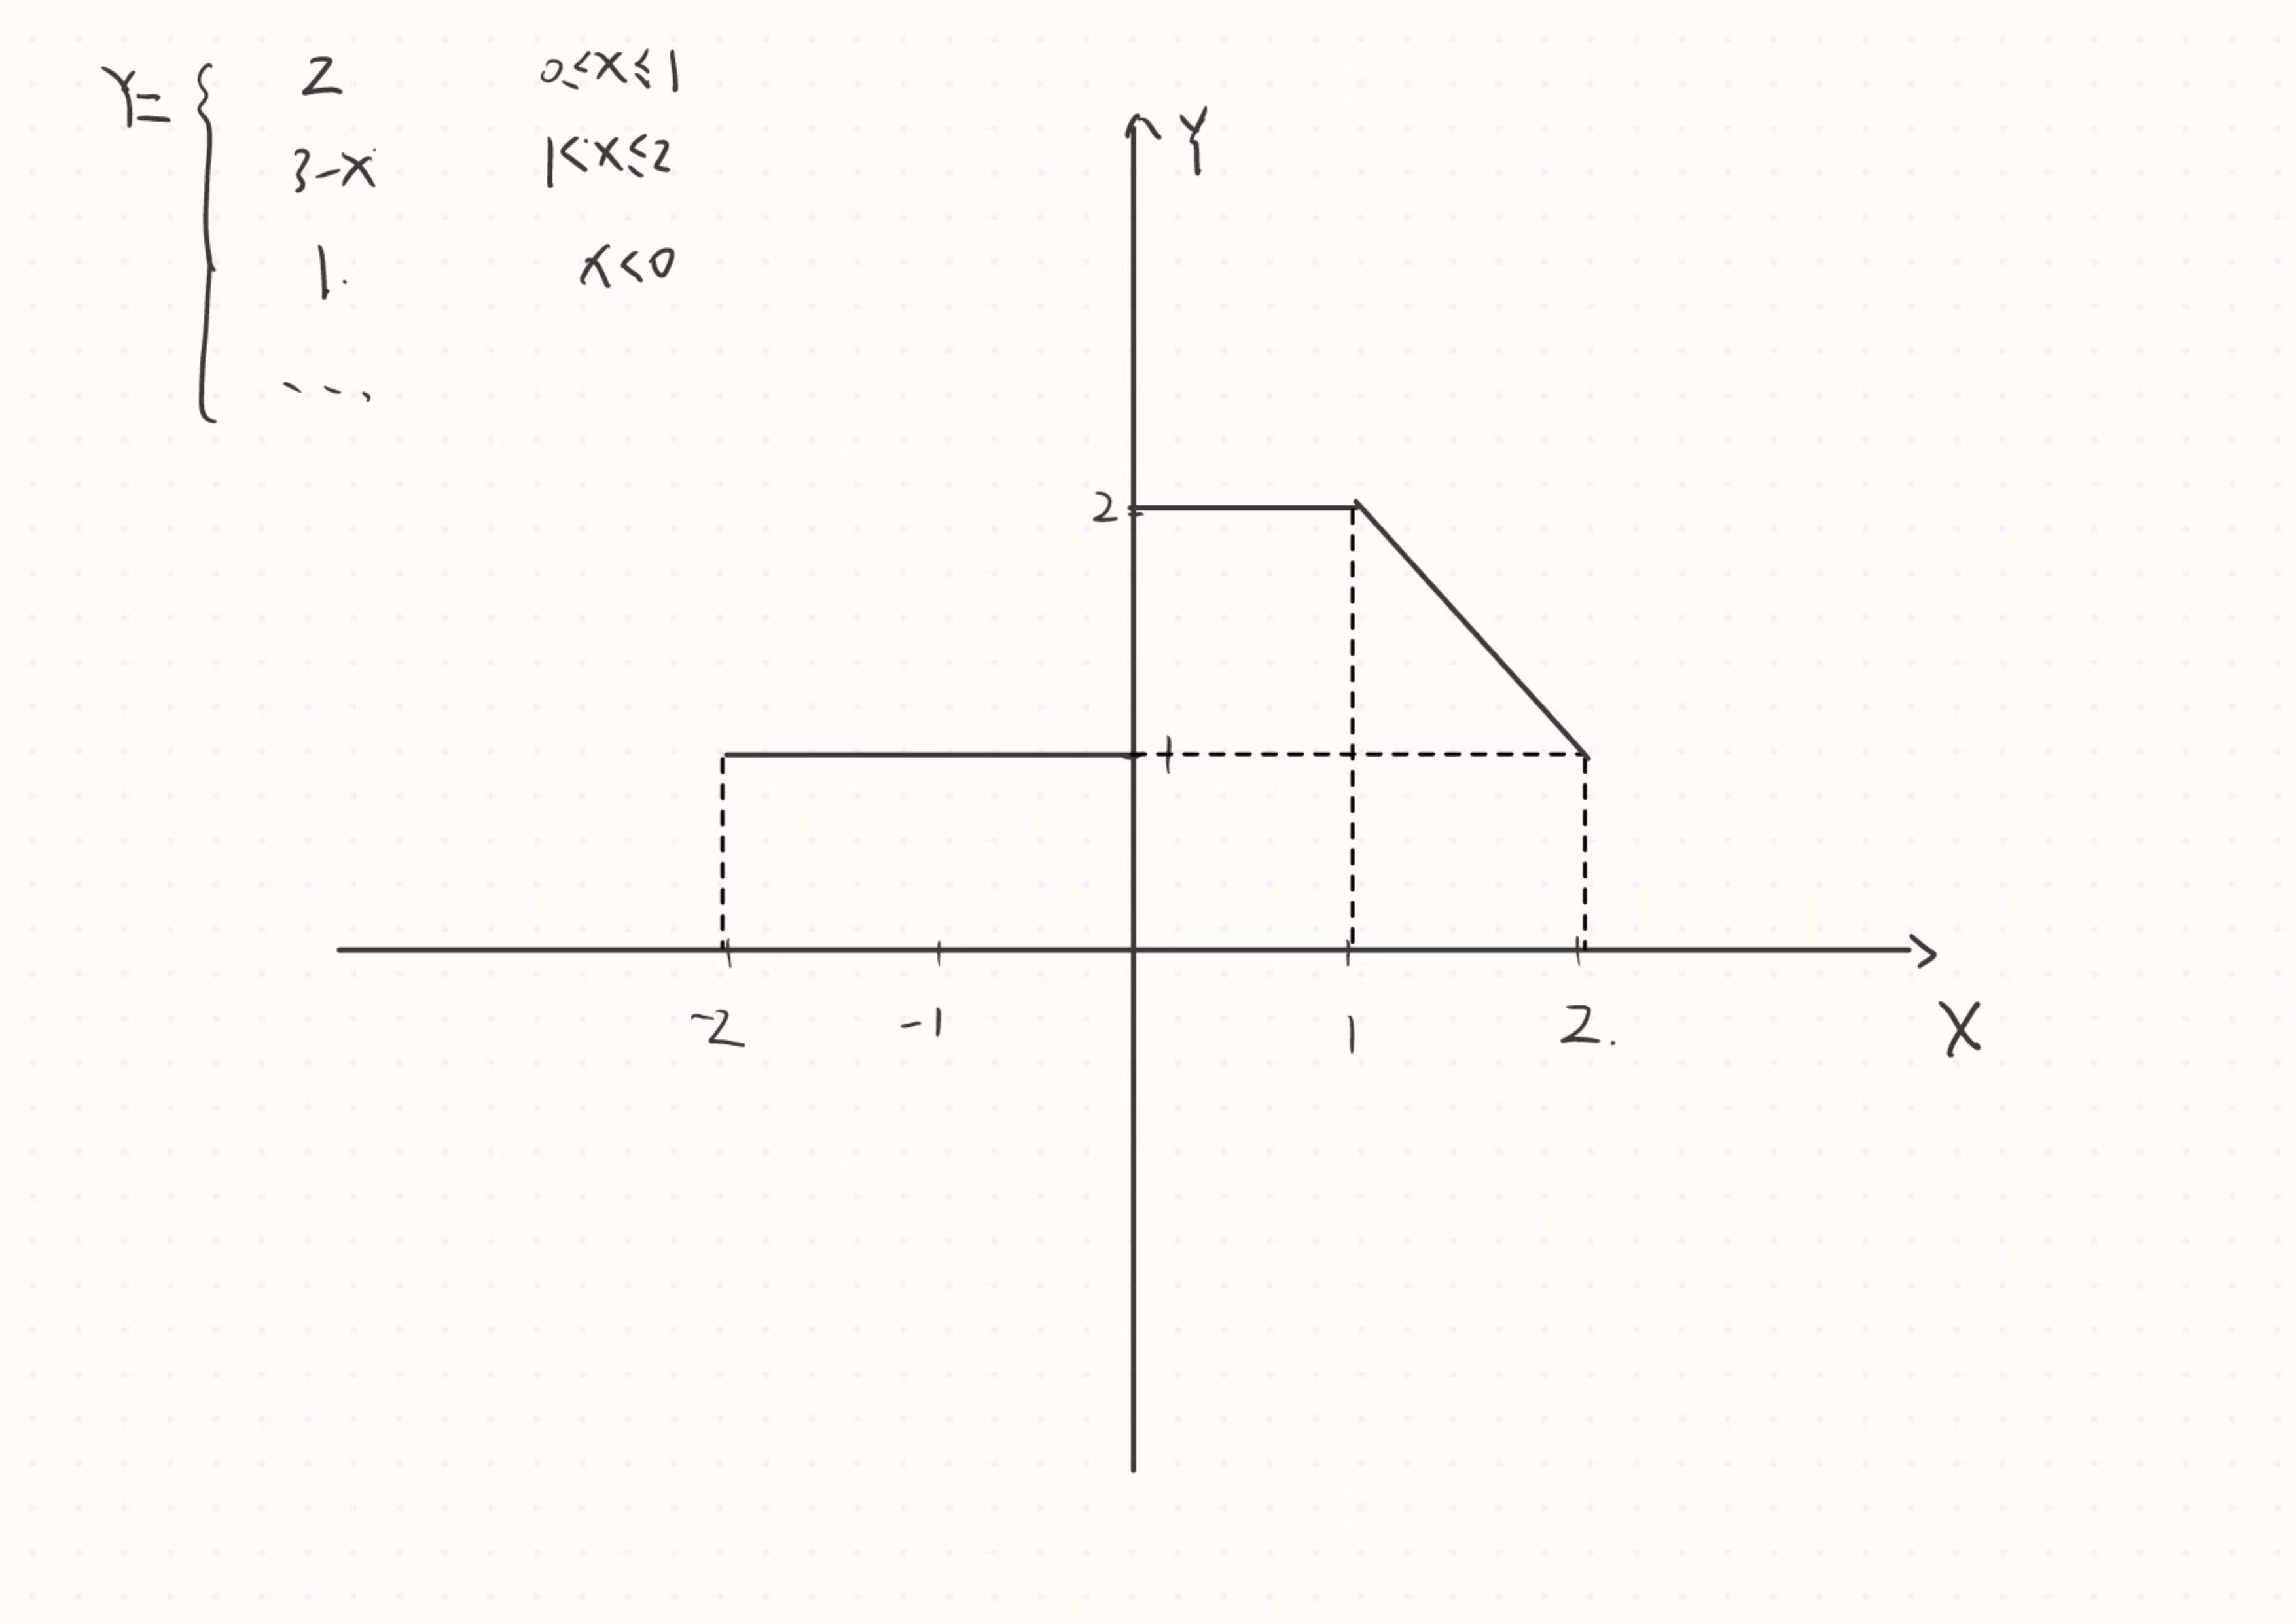 Y= { 2 0≤x≤1
3-x 1<x≤2
1. x<0
...
Y
2
1
-2 -1 1 2.
X